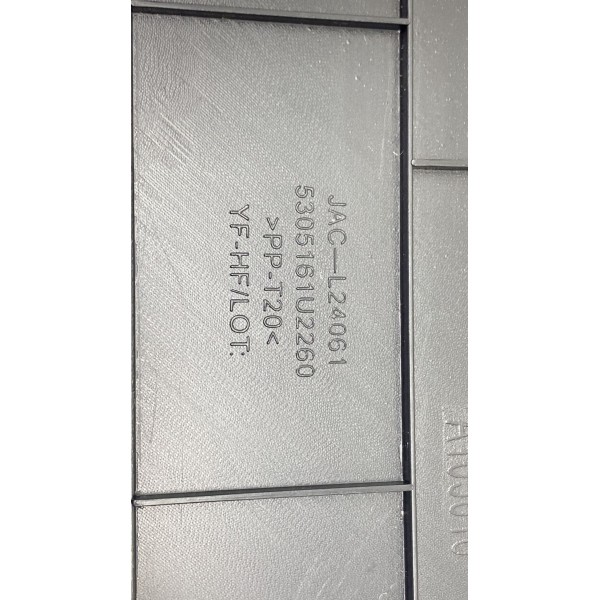 JAC—L24061
5305161U2260
>PP-T20<
YF-HF/LOT: